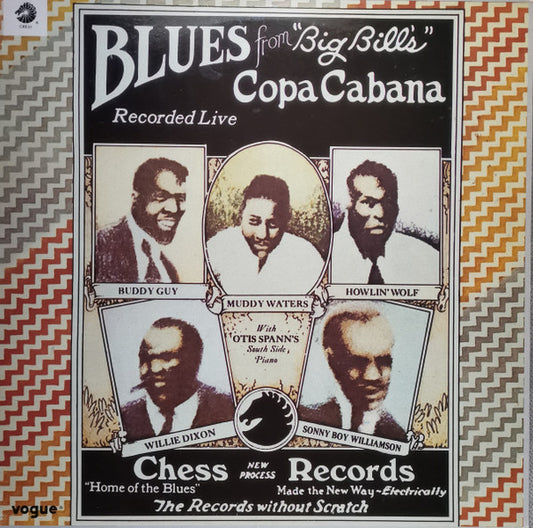 BLUES from "Big Bill's"
Copa Cabana
Recorded Live
BUDDY GUY
MUDDY WATERS
HOWLIN' WOLF
With
OTIS SPANN'S
South Side,
Piano
WILLIE DIXON
SONNY BOY WILLIAMSON
Chess NEW PROCESS Records
"Home of the Blues"
Made the New Way~Electrically
The Records without Scratch
vogue